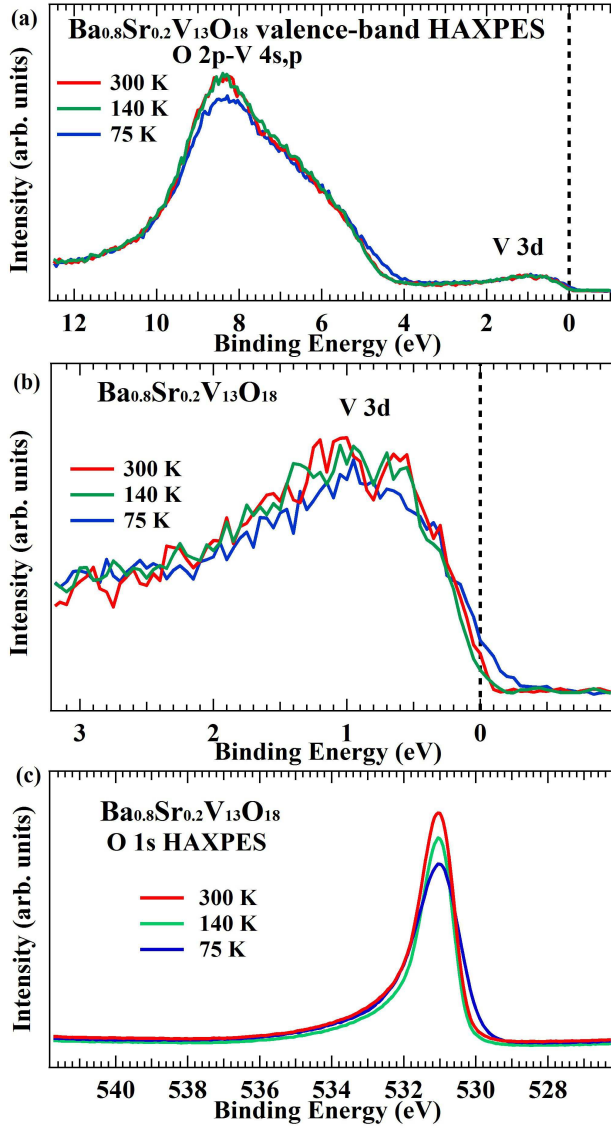 (a)
Ba0.8Sr0.2V13O18 valence-band HAXPES
O 2p-V 4s,p
300 K
140 K
75 K
V 3d
Intensity (arb. units)
12 10 8 6 4 2 0
Binding Energy (eV)
(b)
Ba0.8Sr0.2V13O18
V 3d
300 K
140 K
75 K
Intensity (arb. units)
3 2 1 0
Binding Energy (eV)
(c)
Ba0.8Sr0.2V13O18
O 1s HAXPES
300 K
140 K
75 K
Intensity (arb. units)
540 538 536 534 531 530 528
Binding Energy (eV)